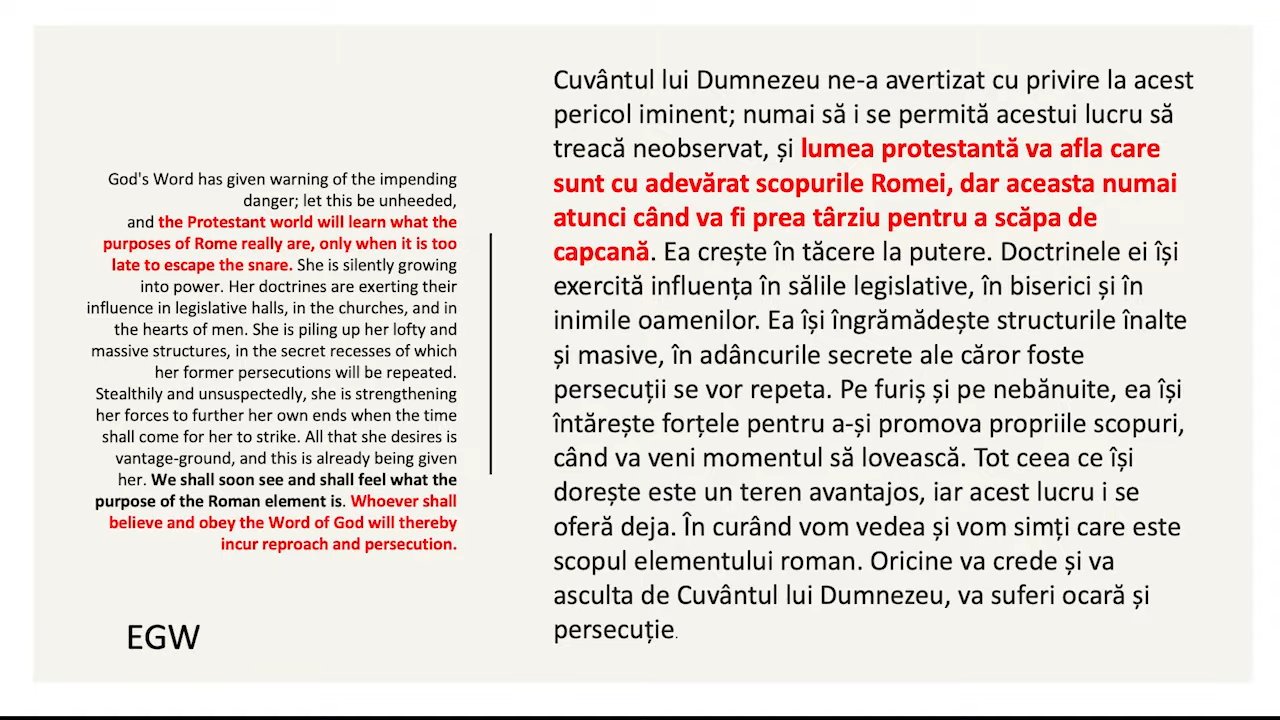 God's Word has given warning of the impending
danger; let this be unheeded,
and the Protestant world will learn what the
purposes of Rome really are, only when it is too
late to escape the snare. She is silently growing
into power. Her doctrines are exerting their
influence in legislative halls, in the churches, and in
the hearts of men. She is piling up her lofty and
massive structures, in the secret recesses of which
her former persecutions will be repeated.
Stealthily and unsuspectedly, she is strengthening
her forces to further her own ends when the time
shall come for her to strike. All that she desires is
vantage-ground, and this is already being given
her. We shall soon see and shall feel what the
purpose of the Roman element is. Whoever shall
believe and obey the Word of God will thereby
incur reproach and persecution.
EGW
Cuvântul lui Dumnezeu ne-a avertizat cu privire la acest
pericol iminent; numai să i se permită acestui lucru să
treacă neobservat, și lumea protestantă va afla care
sunt cu adevărat scopurile Romei, dar aceasta numai
atunci când va fi prea târziu pentru a scăpa de
capcană. Ea crește în tăcere la putere. Doctrinele ei își
exercită influența în sălile legislative, în biserici și în
inimile oamenilor. Ea își îngrămădește structurile înalte
și masive, în adâncurile secrete ale căror foste
persecuții se vor repeta. Pe furiș și pe nebănuite, ea își
întărește forțele pentru a-și promova propriile scopuri,
când va veni momentul să lovească. Tot ceea ce își
dorește este un teren avantajos, iar acest lucru i se
oferă deja. În curând vom vedea și vom simți care este
scopul elementului roman. Oricine va crede și va
asculta de Cuvântul lui Dumnezeu, va suferi ocară și
persecuție.